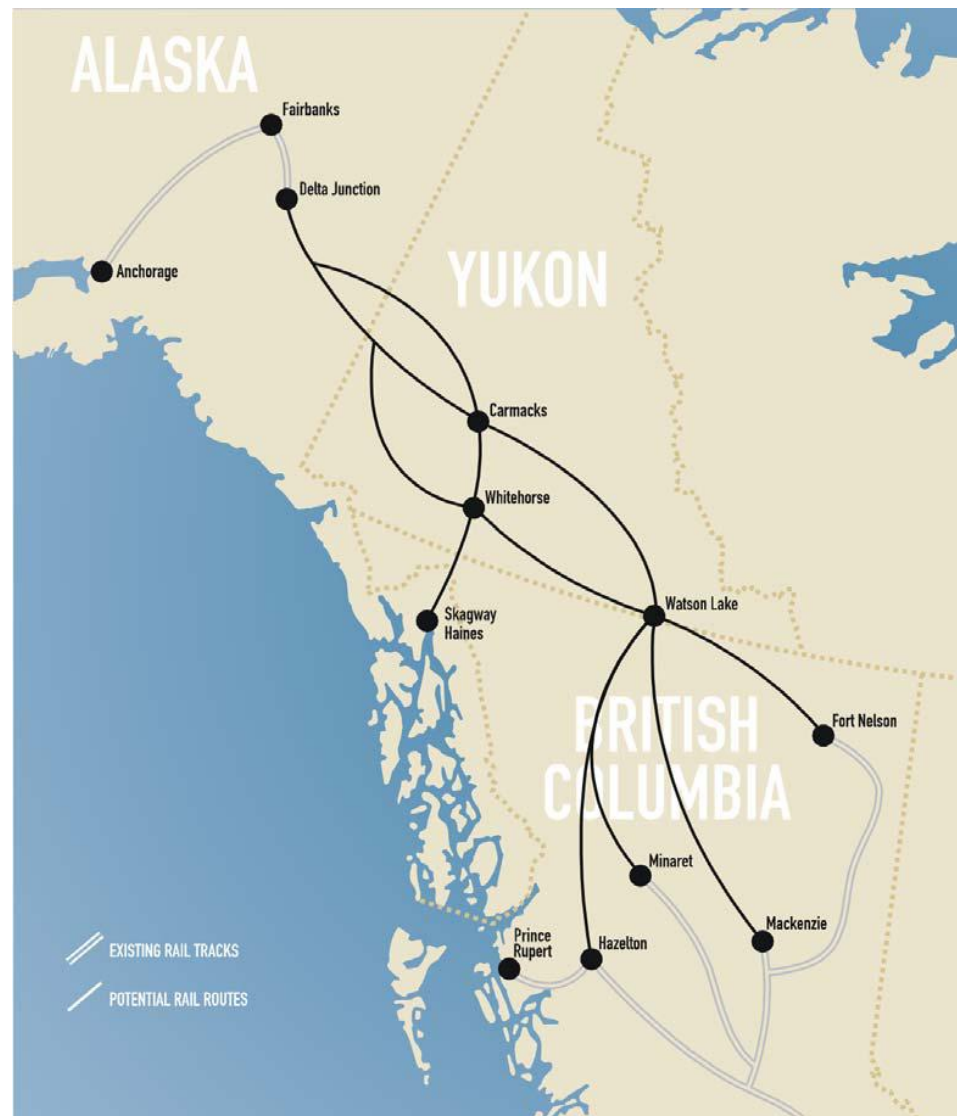 ALASKA
Fairbanks
Delta Junction
Anchorage
YUKON
Carmacks
Whitehorse
Skagway
Haines
Watson Lake
Fort Nelson
BRITISH
COLUMBIA
Minaret
Mackenzie
Prince
Rupert
Hazelton
EXISTING RAIL TRACKS
POTENTIAL RAIL ROUTES